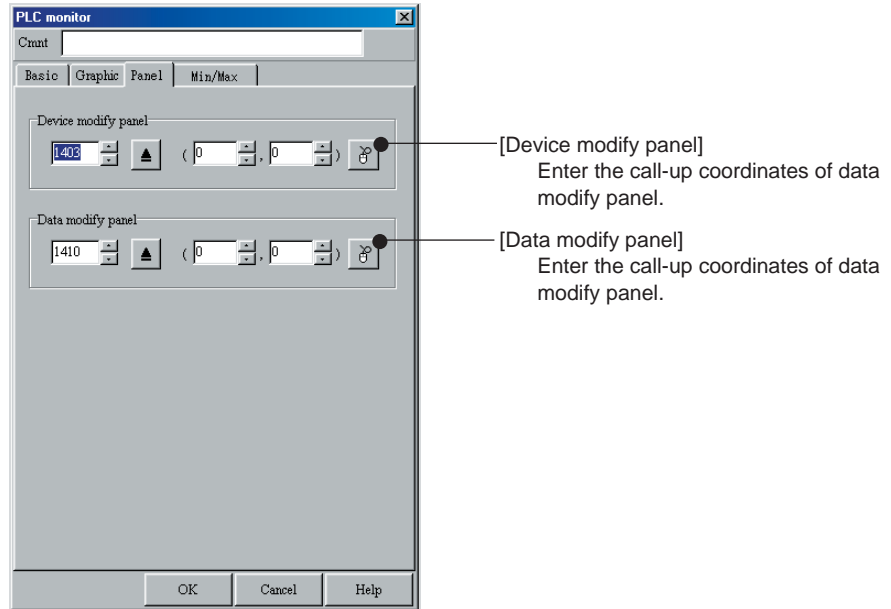 PLC monitor
Cmnt
Basic Graphic Panel Min/Max
Device modify panel
1403 ( 0 , 0 )
[Device modify panel]
Enter the call-up coordinates of data
modify panel.
Data modify panel
1410 ( 0 , 0 )
[Data modify panel]
Enter the call-up coordinates of data
modify panel.
OK Cancel Help